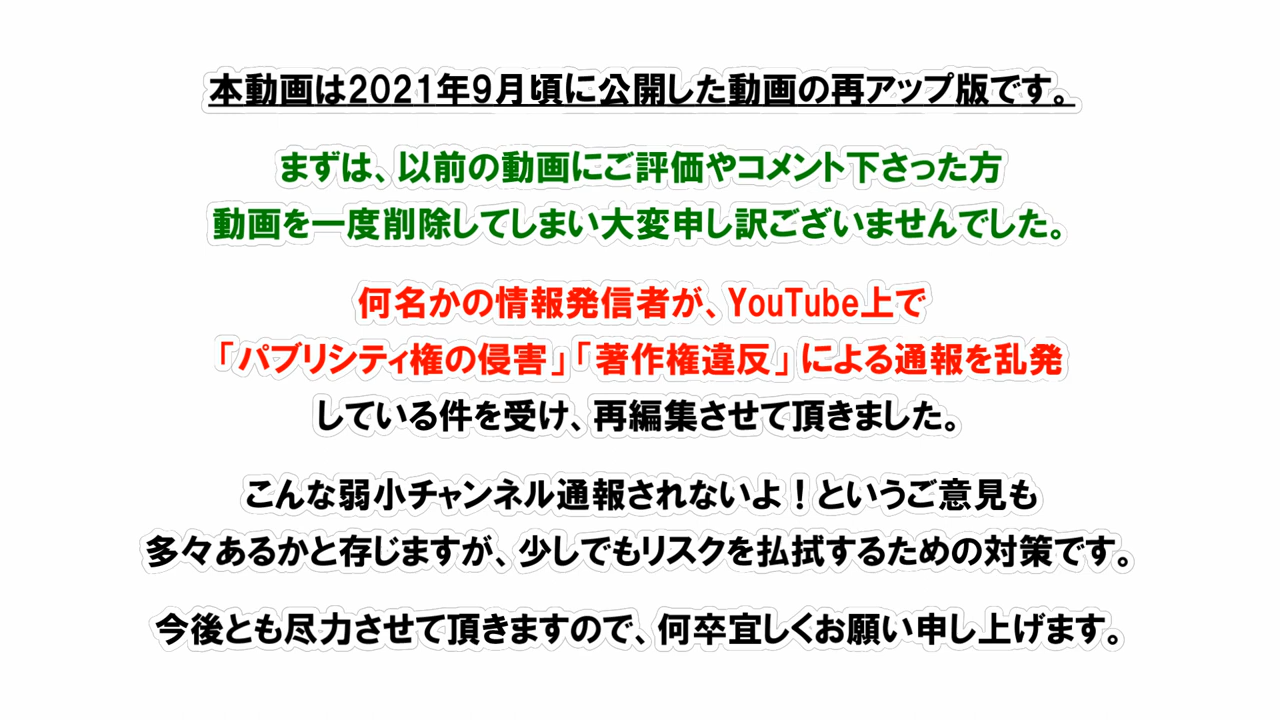 本動画は2021年9月頃に公開した動画の再アップ版です。
まずは、以前の動画にご評価やコメント下さった方
動画を一度削除してしまい大変申し訳ございませんでした。
何名かの情報発信者が、YouTube上で
「パブリシティ権の侵害」「著作権違反」による通報を乱発
している件を受け、再編集させて頂きました。
こんな弱小チャンネル通報されないよ！というご意見も
多々あるかと存じますが、少しでもリスクを払拭するための対策です。
今後とも尽力させて頂きますので、何卒宜しくお願い申し上げます。